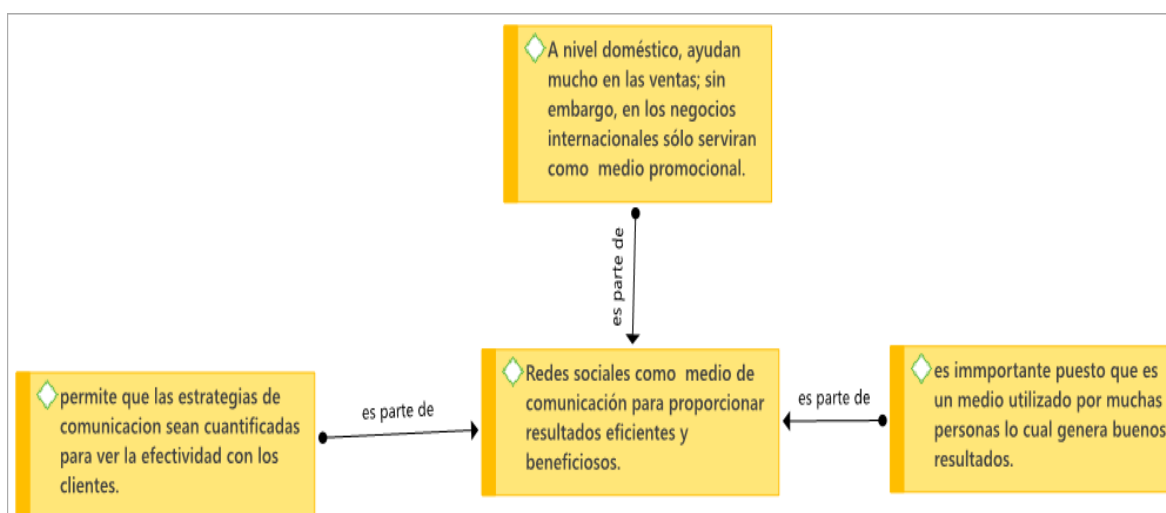 A nivel doméstico, ayudan
mucho en las ventas; sin
embargo, en los negocios
internacionales sólo serviran
como medio promocional.
es parte de
permite que las estrategias de
comunicacion sean cuantificadas
para ver la efectividad con los
clientes.
es parte de
Redes sociales como medio de
comunicación para proporcionar
resultados eficientes y
beneficiosos.
es parte de
es immportante puesto que es
un medio utilizado por muchas
personas lo cual genera buenos
resultados.